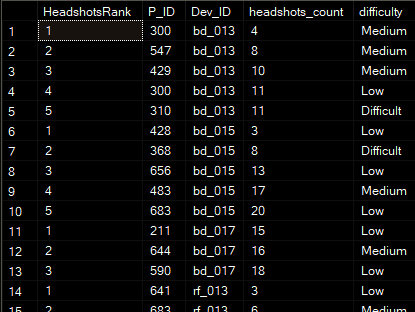 HeadshotsRank P_ID Dev_ID headshots_count difficulty
1 1 300 bd_013 4 Medium
2 2 547 bd_013 8 Medium
3 3 429 bd_013 10 Medium
4 4 300 bd_013 11 Low
5 5 310 bd_013 11 Difficult
6 1 428 bd_015 3 Low
7 2 368 bd_015 8 Difficult
8 3 656 bd_015 13 Low
9 4 483 bd_015 17 Medium
10 5 683 bd_015 20 Low
11 1 211 bd_017 15 Low
12 2 644 bd_017 16 Medium
13 3 590 bd_017 18 Low
14 1 641 rf_013 3 Low
15 2 683 rf_013 6 Medium